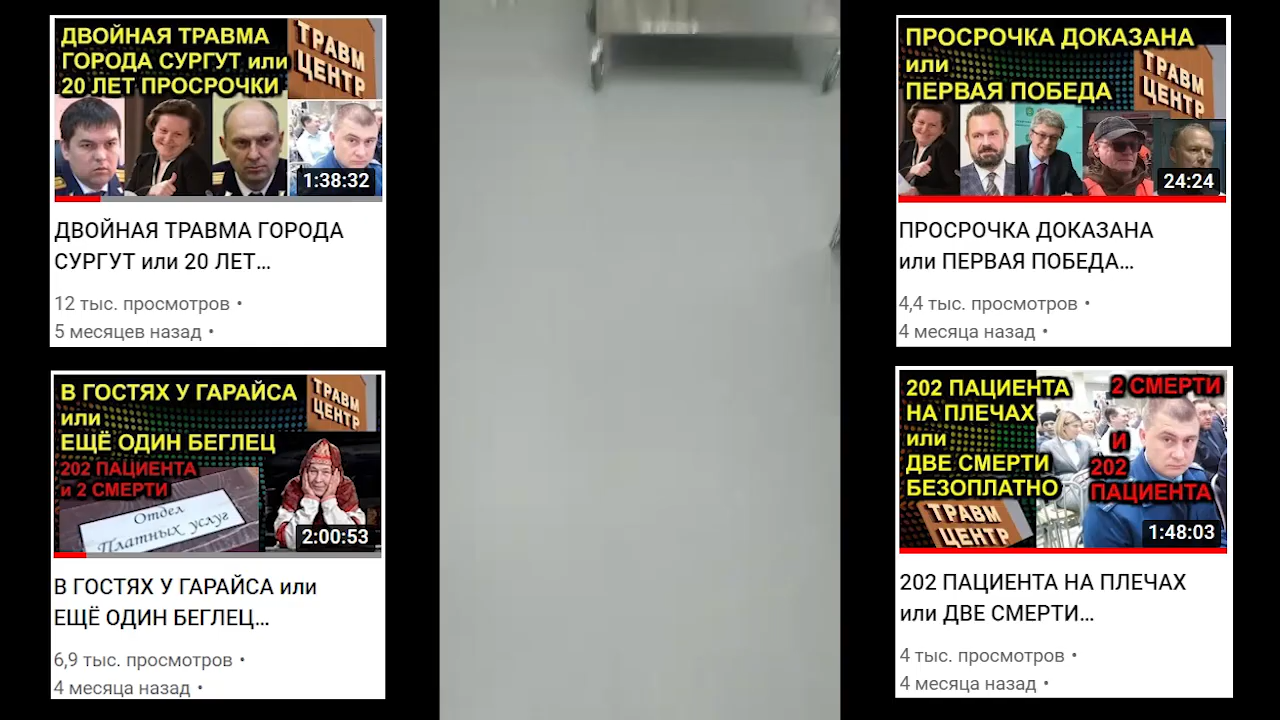 ДВОЙНАЯ ТРАВМА
ГОРОДА СУРГУТ или
20 ЛЕТ ПРОСРОЧКИ
ТРАВМ
ЦЕНТР
1:38:32
ДВОЙНАЯ ТРАВМА ГОРОДА
СУРГУТ или 20 ЛЕТ...
12 тыс. просмотров •
5 месяцев назад •
В ГОСТЯХ У ГАРАЙСА
или
ЕЩЁ ОДИН БЕГЛЕЦ
202 ПАЦИЕНТА
и 2 СМЕРТИ
ТРАВМ
ЦЕНТР
Отдел
Платных услуг
2:00:53
В ГОСТЯХ У ГАРАЙСА или
ЕЩЁ ОДИН БЕГЛЕЦ...
6,9 тыс. просмотров •
4 месяца назад •
ПРОСРОЧКА ДОКАЗАНА
или
ПЕРВАЯ ПОБЕДА
ТРАВМ
ЦЕНТР
24:24
ПРОСРОЧКА ДОКАЗАНА
или ПЕРВАЯ ПОБЕДА...
4,4 тыс. просмотров •
4 месяца назад •
202 ПАЦИЕНТА
НА ПЛЕЧАХ
или
ДВЕ СМЕРТИ
БЕЗОПЛАТНО
2 СМЕРТИ
И
202
ПАЦИЕНТА
ТРАВМ
ЦЕНТР
1:48:03
202 ПАЦИЕНТА НА ПЛЕЧАХ
или ДВЕ СМЕРТИ...
4 тыс. просмотров •
4 месяца назад •